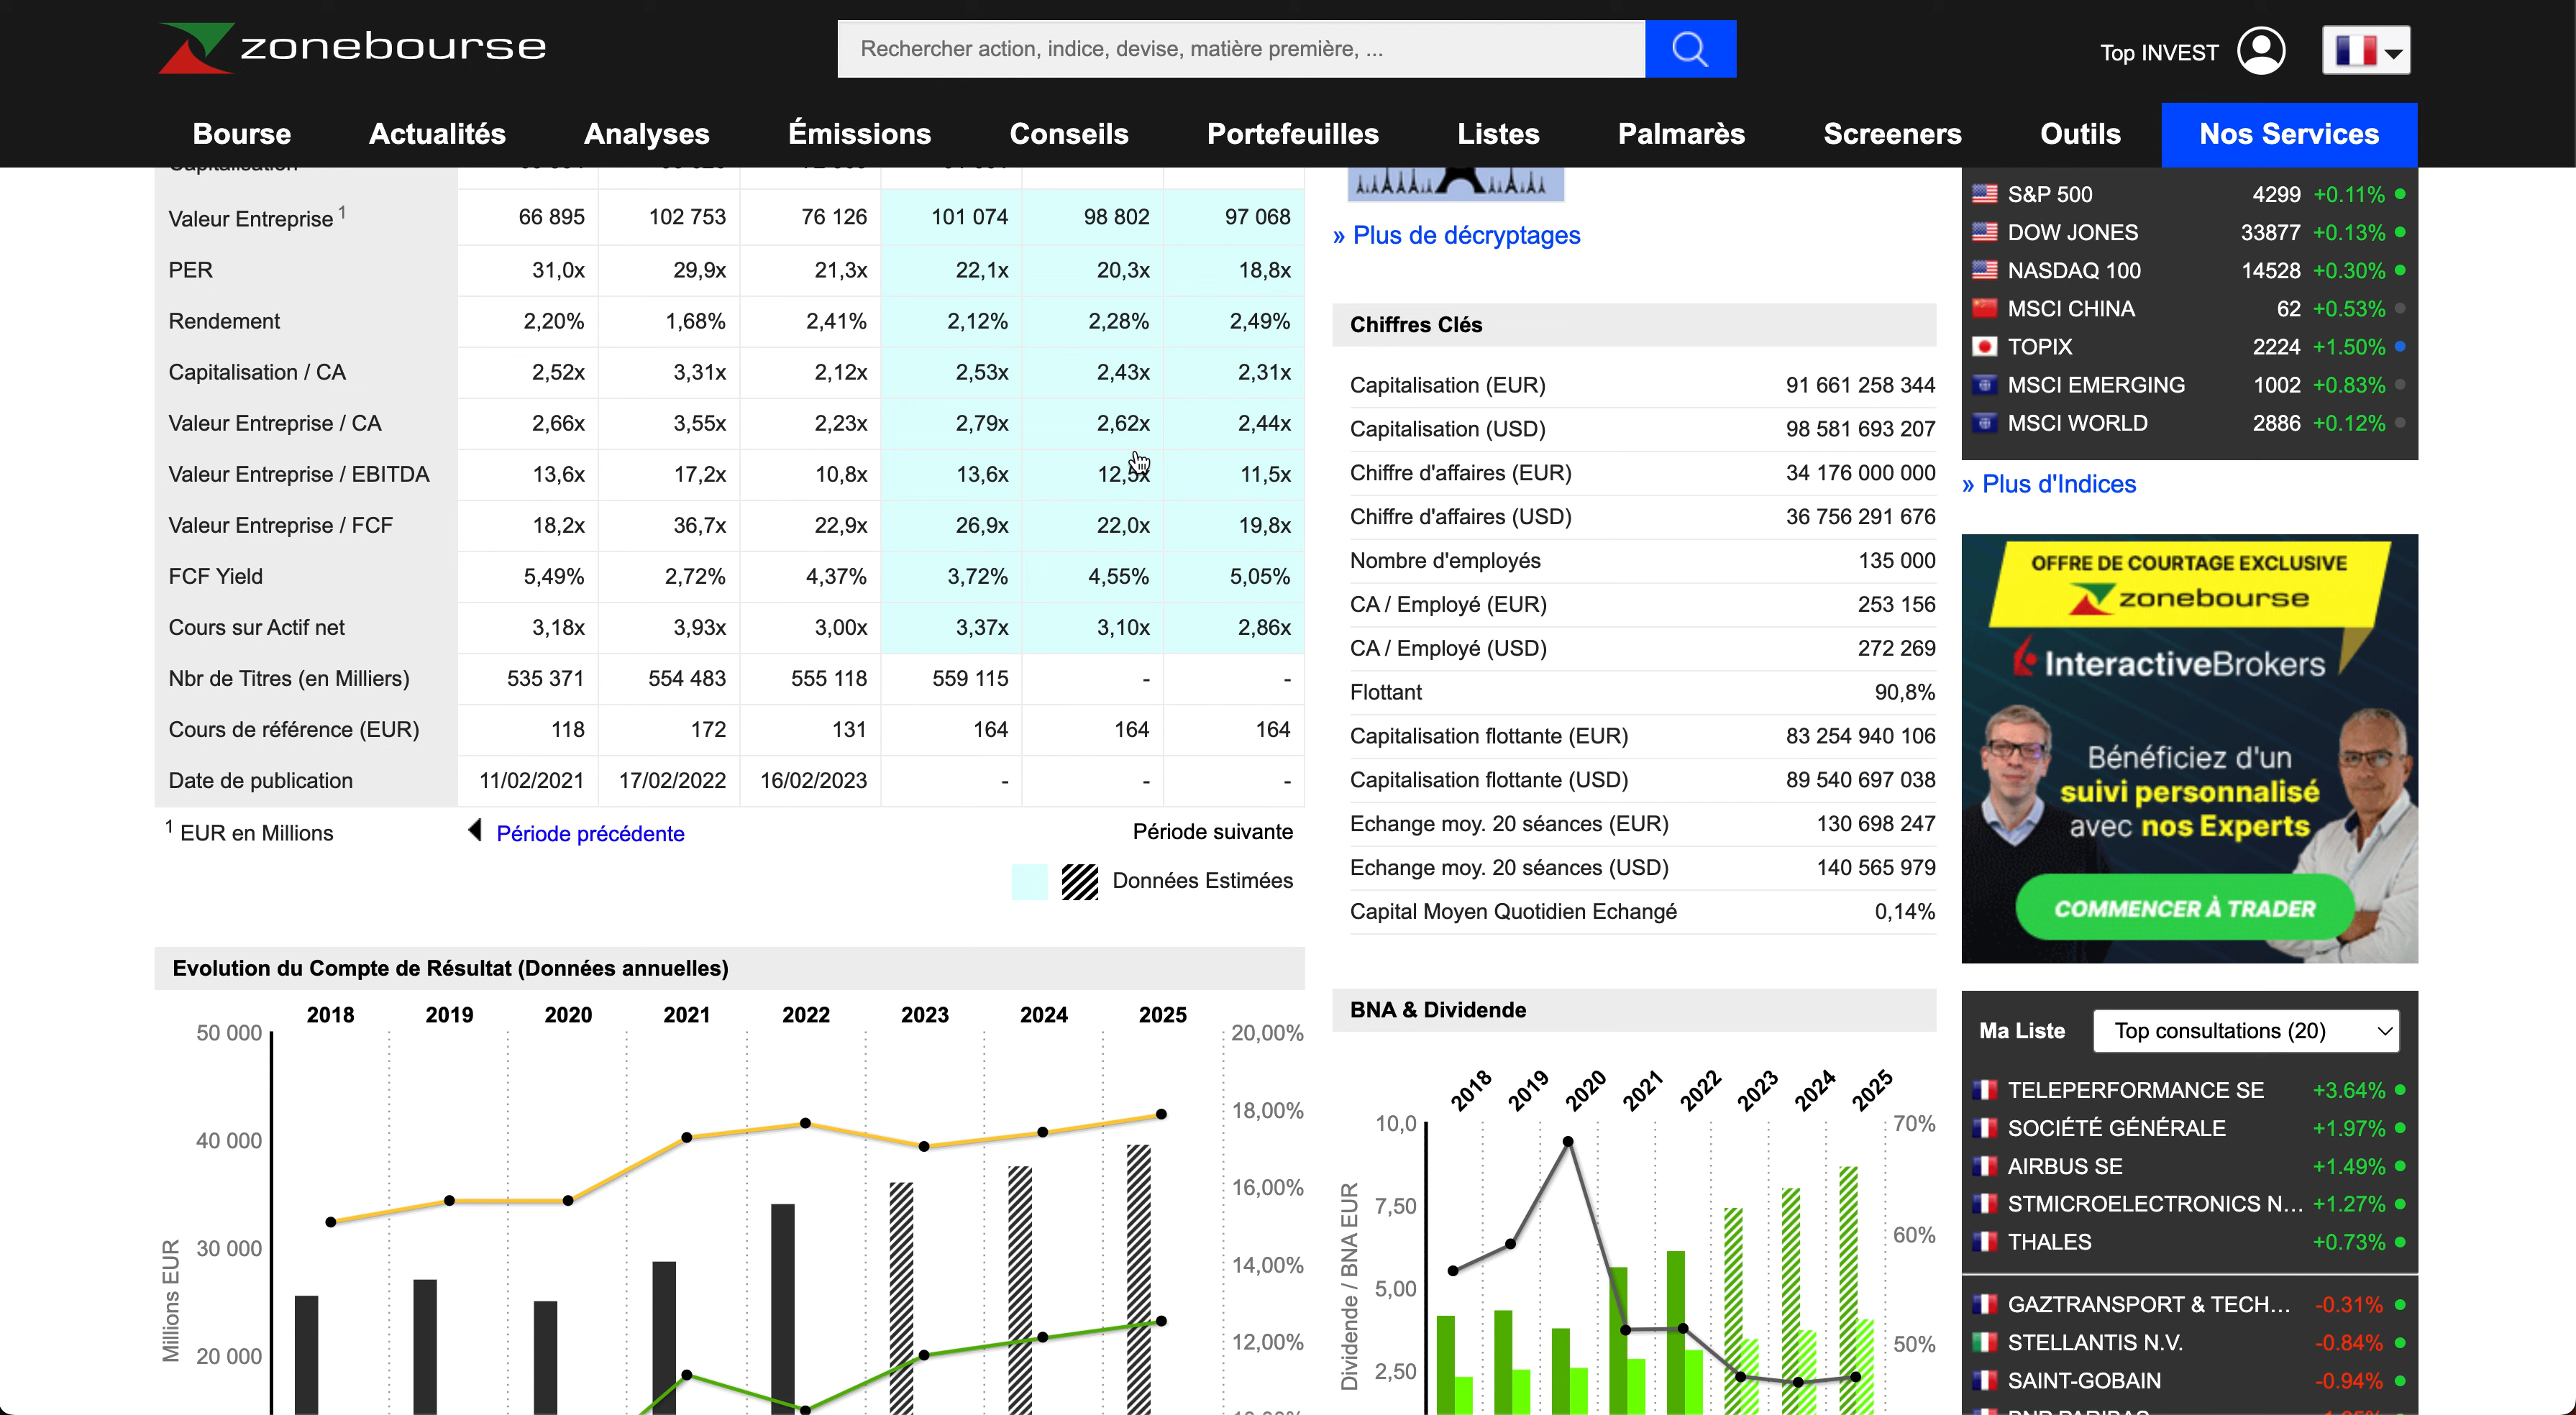 zonebourse
Rechercher action, indice, devise, matière première, ...
Top INVEST
Bourse Actualités Analyses Émissions Conseils Portefeuilles Listes Palmarès Screeners Outils Nos Services
Valeur Entreprise 1 66 895 102 753 76 126 101 074 98 802 97 068
PER 31,0x 29,9x 21,3x 22,1x 20,3x 18,8x
Rendement 2,20% 1,68% 2,41% 2,12% 2,28% 2,49%
Capitalisation / CA 2,52x 3,31x 2,12x 2,53x 2,43x 2,31x
Valeur Entreprise / CA 2,66x 3,55x 2,23x 2,79x 2,62x 2,44x
Valeur Entreprise / EBITDA 13,6x 17,2x 10,8x 13,6x 11,5x
Valeur Entreprise / FCF 18,2x 36,7x 22,9x 26,9x 22,0x 19,8x
FCF Yield 5,49% 2,72% 4,37% 3,72% 4,55% 5,05%
Cours sur Actif net 3,18x 3,93x 3,00x 3,37x 3,10x 2,86x
Nbr de Titres (en Milliers) 535 371 554 483 555 118 559 115 - -
Cours de référence (EUR) 118 172 131 164 164 164
Date de publication 11/02/2021 17/02/2022 16/02/2023 - - -
1 EUR en Millions
Période précédente
Période suivante
Données Estimées
Evolution du Compte de Résultat (Données annuelles)
2018 2019 2020 2021 2022 2023 2024 2025
50 000
40 000
30 000
20 000
Millions EUR
20,00%
18,00%
16,00%
14,00%
12,00%
» Plus de décryptages
Chiffres Clés
Capitalisation (EUR) 91 661 258 344
Capitalisation (USD) 98 581 693 207
Chiffre d'affaires (EUR) 34 176 000 000
Chiffre d'affaires (USD) 36 756 291 676
Nombre d'employés 135 000
CA / Employé (EUR) 253 156
CA / Employé (USD) 272 269
Flottant 90,8%
Capitalisation flottante (EUR) 83 254 940 106
Capitalisation flottante (USD) 89 540 697 038
Echange moy. 20 séances (EUR) 130 698 247
Echange moy. 20 séances (USD) 140 565 979
Capital Moyen Quotidien Echangé 0,14%
BNA & Dividende
2018 2019 2020 2021 2022 2023 2024 2025
10,0
7,50
5,00
2,50
Dividende / BNA EUR
70%
60%
50%
S&P 500 4299 +0.11%
DOW JONES 33877 +0.13%
NASDAQ 100 14528 +0.30%
MSCI CHINA 62 +0.53%
TOPIX 2224 +1.50%
MSCI EMERGING 1002 +0.83%
MSCI WORLD 2886 +0.12%
» Plus d'Indices
OFFRE DE COURTAGE EXCLUSIVE
zonebourse
InteractiveBrokers
Bénéficiez d'un
suivi personnalisé
avec nos Experts
COMMENCER À TRADER
Ma Liste Top consultations (20)
TELEPERFORMANCE SE +3.64%
SOCIÉTÉ GÉNÉRALE +1.97%
AIRBUS SE +1.49%
STMICROELECTRONICS N... +1.27%
THALES +0.73%
GAZTRANSPORT & TECH... -0.31%
STELLANTIS N.V. -0.84%
SAINT-GOBAIN -0.94%